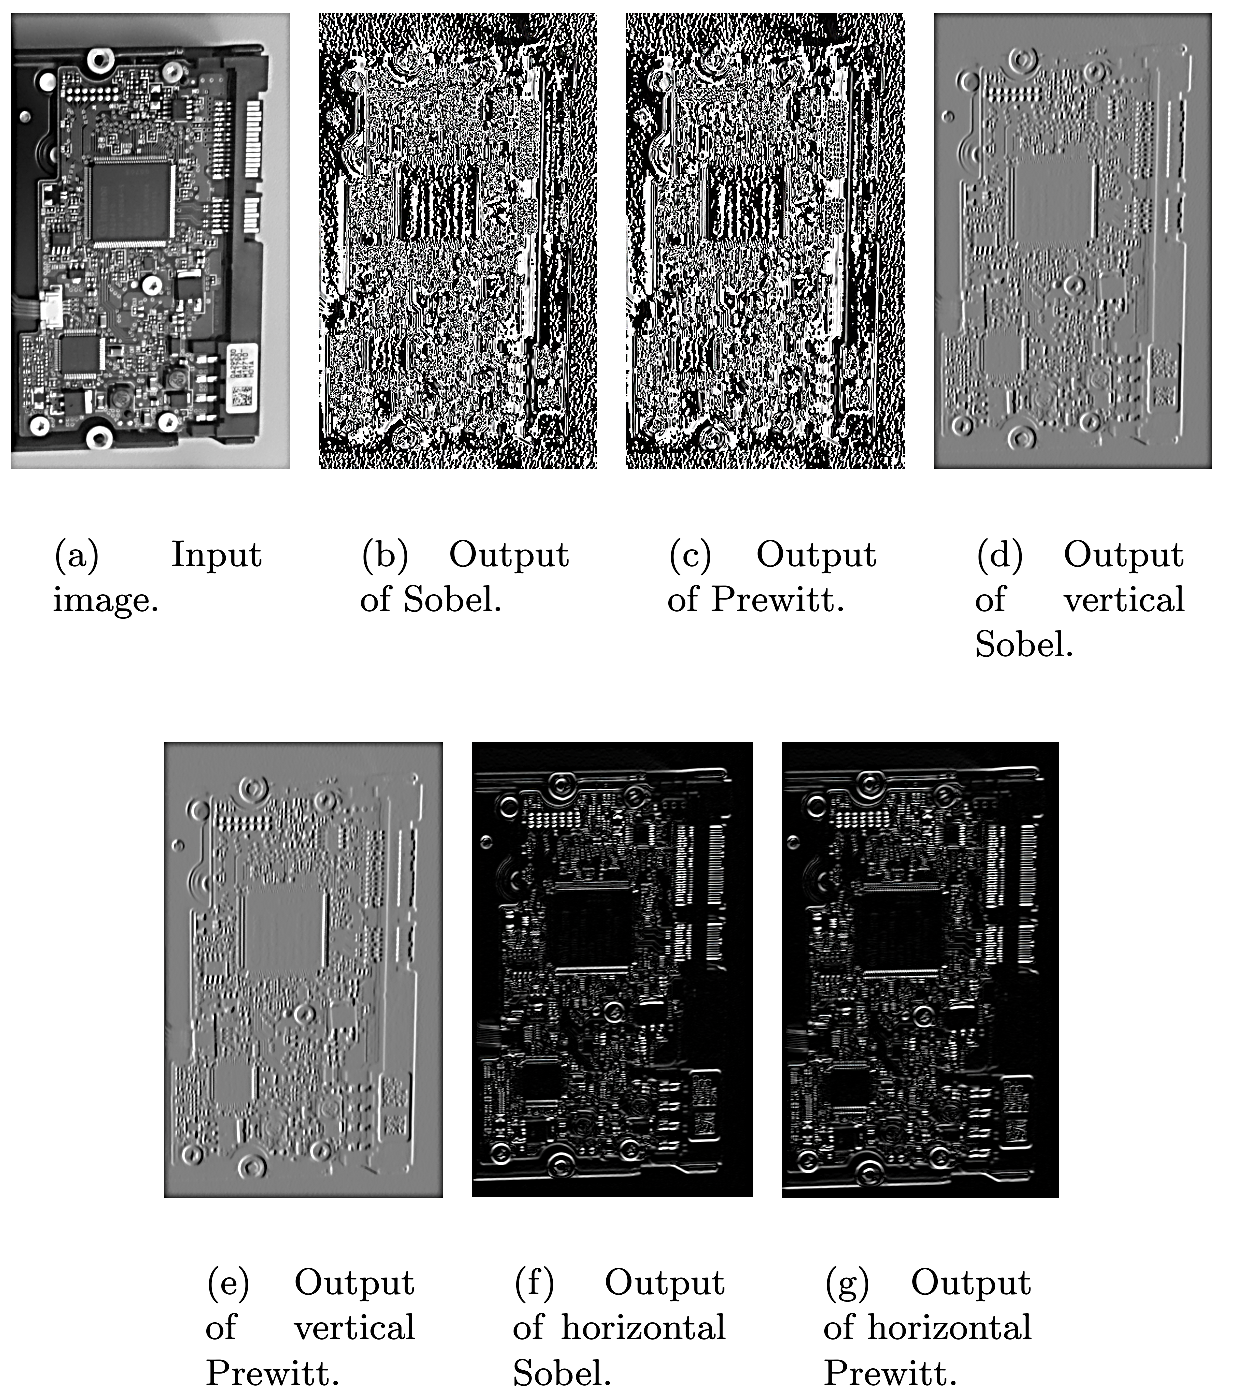 (a) Input
image.
(b) Output
of Sobel.
(c) Output
of Prewitt.
(d) Output
of vertical
Sobel.
(e) Output
of vertical
Prewitt.
(f) Output
of horizontal
Sobel.
(g) Output
of horizontal
Prewitt.